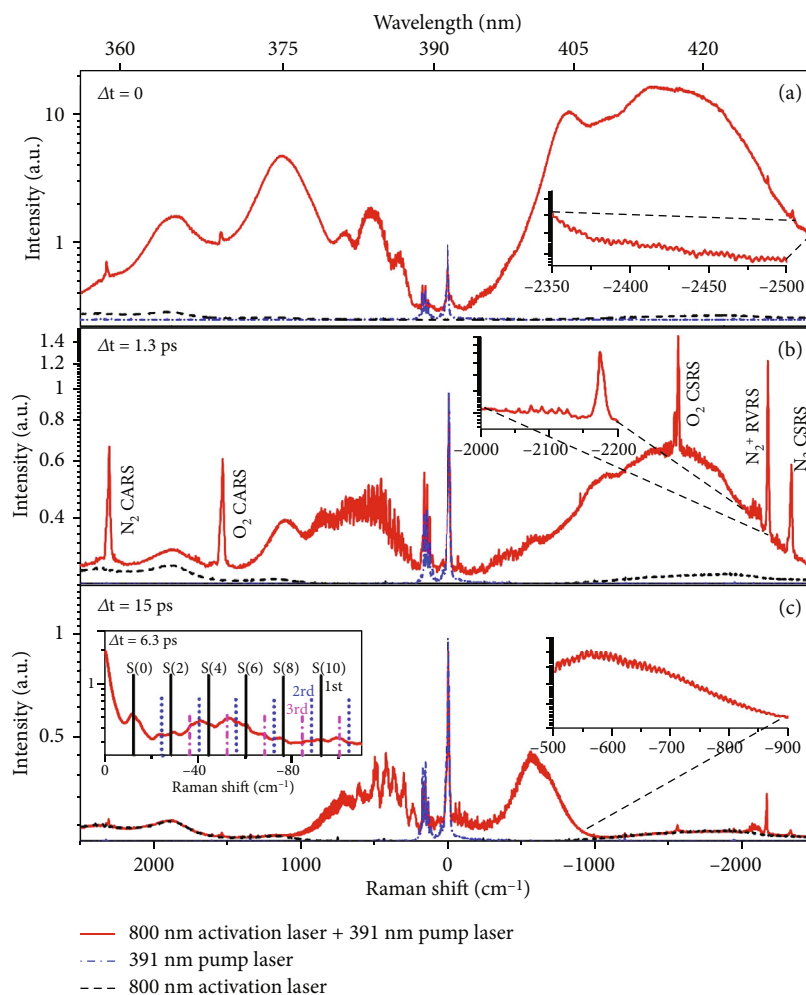 Wavelength (nm)
360 375 390 405 420
Δt = 0
(a)
10
1
Intensity (a.u.)
−2350 −2400 −2450 −2500
Δt = 1.3 ps
(b)
1.4
1.2
1
0.8
0.6
0.4
Intensity (a.u.)
N2 CARS
O2 CARS
−2000 −2100 −2200
O2 CSRS
N2+ RVRS
N2 CSRS
Δt = 15 ps
(c)
1
0.5
Intensity (a.u.)
Δt = 6.3 ps
S(0) S(2) S(4) S(6) S(8) S(10)
1st
2rd
3rd
1
0 −40 −80
Raman shift (cm−1)
−500 −600 −700 −800 −900
2000 1000 0 −1000 −2000
Raman shift (cm−1)
800 nm activation laser + 391 nm pump laser
391 nm pump laser
800 nm activation laser